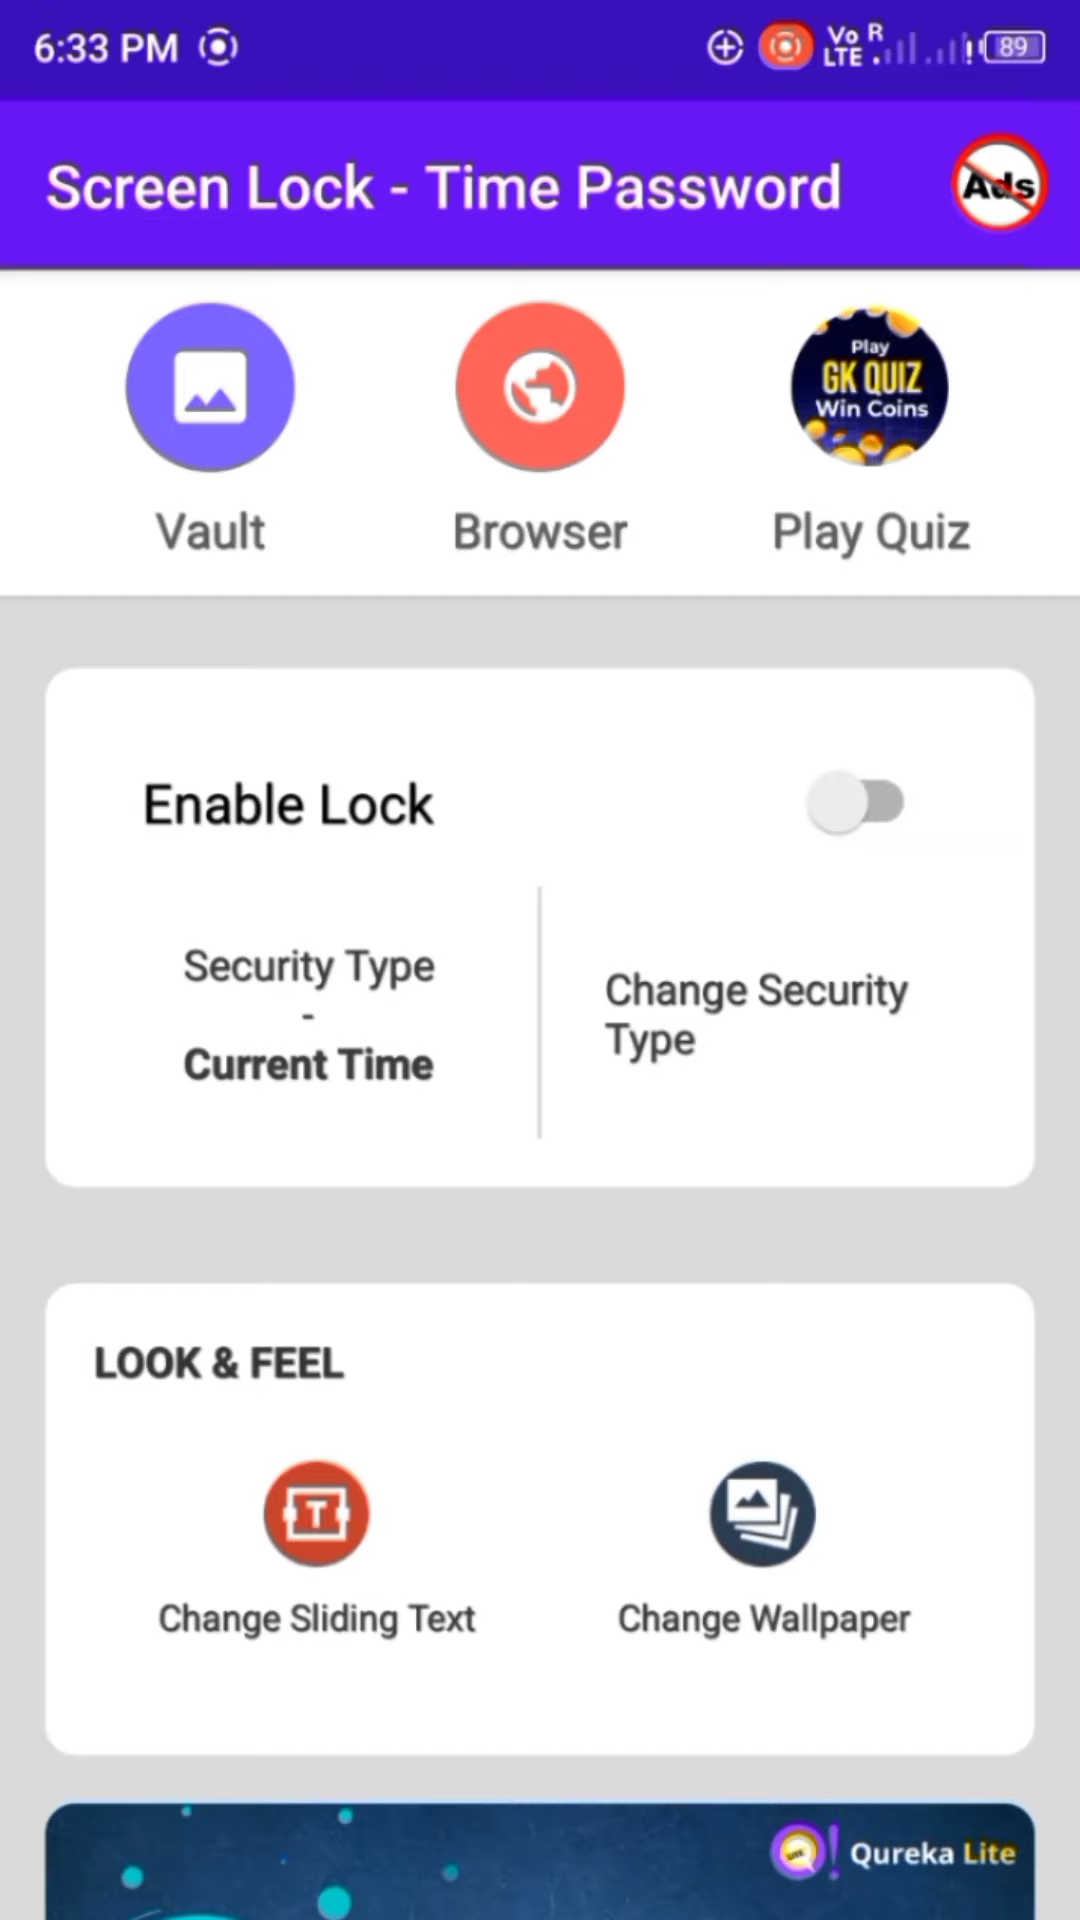 6:33 PM
Vo R
LTE
89
Screen Lock - Time Password
Ads
Play
GK QUIZ
Win Coins
Vault
Browser
Play Quiz
Enable Lock
Security Type
-
Current Time
Change Security
Type
LOOK & FEEL
T
Change Sliding Text
Change Wallpaper
Qureka Lite